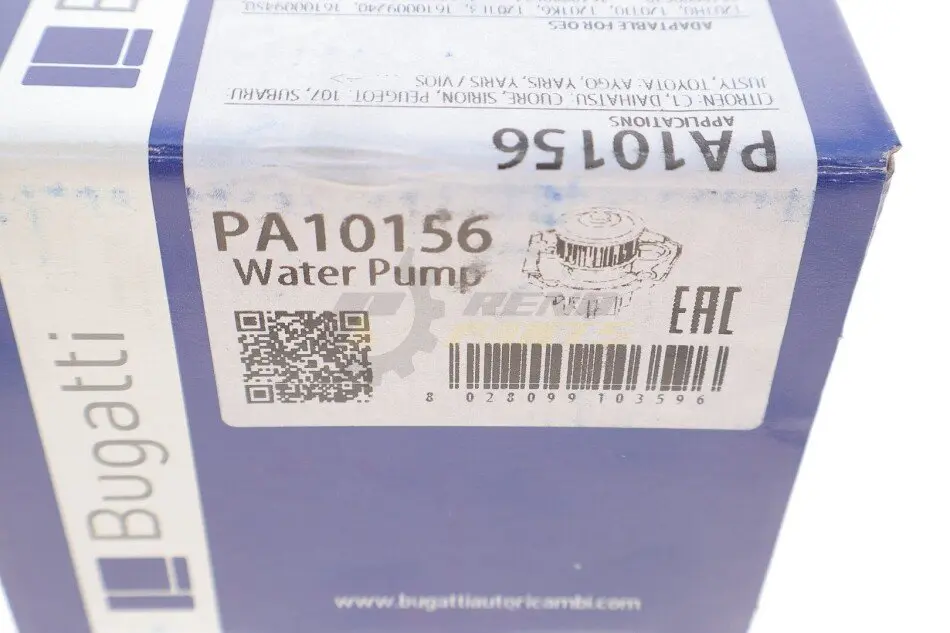 ADAPTABLE FOR OES
CITROEN: C1, DAIHATSU: CUORE, SIRION, PEUGEOT: 107, SUBARU:
JUSTY, TOYOTA: AYGO, YARIS, YARIS / VIOS
APPLICATIONS
PA10156
PA10156
Water Pump
EAC
8 028099 103596
Bugatti
www.bugattiautoricambi.com